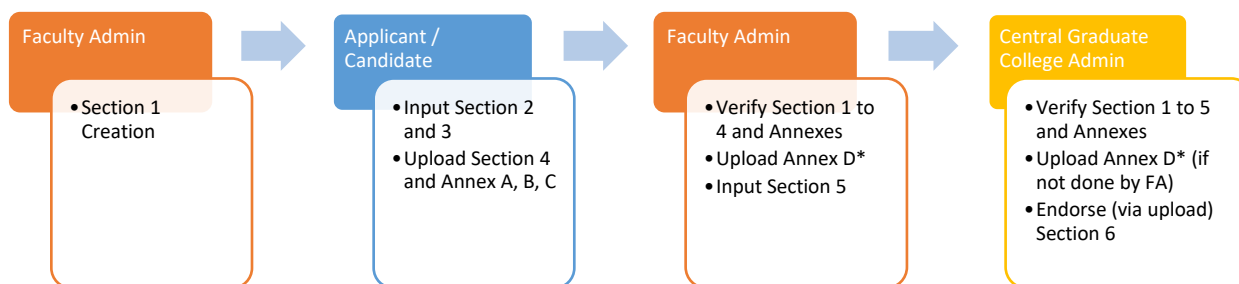 Faculty Admin
• Section 1
Creation
Applicant /
Candidate
• Input Section 2
and 3
• Upload Section 4
and Annex A, B, C
Faculty Admin
• Verify Section 1 to
4 and Annexes
• Upload Annex D*
• Input Section 5
Central Graduate
College Admin
• Verify Section 1 to 5
and Annexes
• Upload Annex D* (if
not done by FA)
• Endorse (via upload)
Section 6